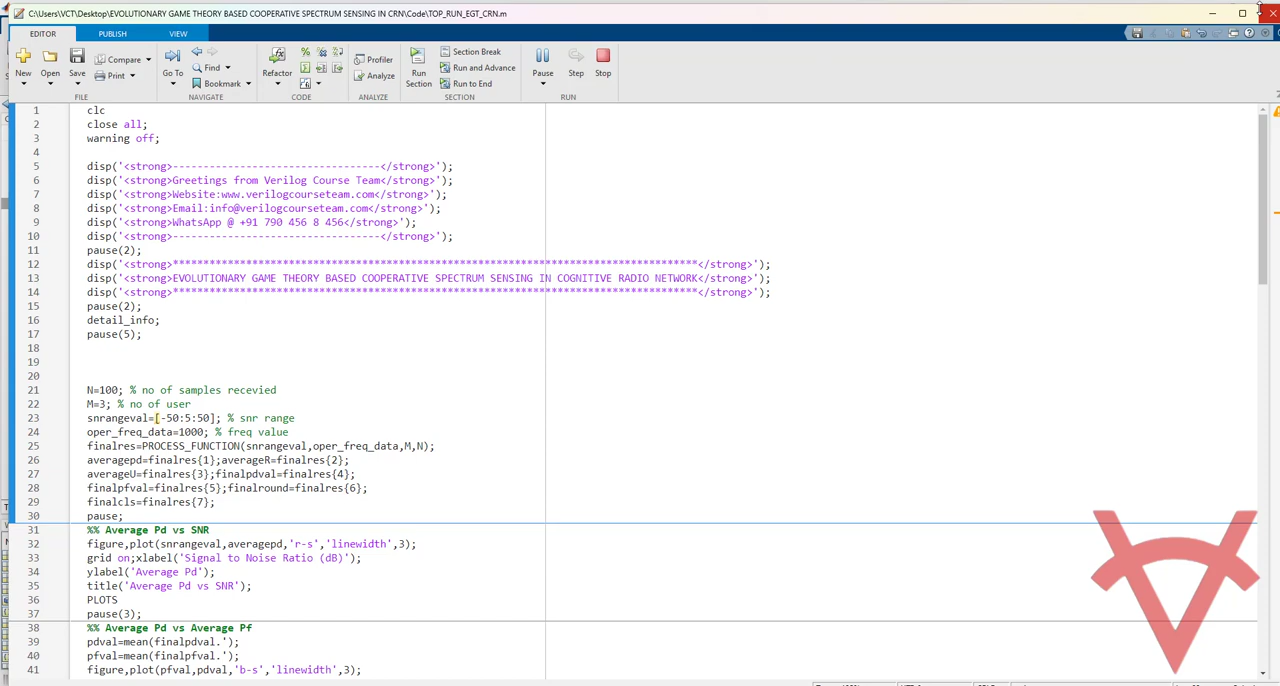 C:\Users\VCT\Desktop\EVOLUTIONARY GAME THEORY BASED COOPERATIVE SPECTRUM SENSING IN CRN\Code\TOP_RUN_EGT_CRN.m
EDITOR PUBLISH VIEW
New Open Save Compare Print
Go To Find Bookmark
Refactor
Profiler Analyze
Run Section
Section Break
Run and Advance
Run to End
Pause Step Stop
FILE NAVIGATE CODE ANALYZE SECTION RUN
1 clc
2 close all;
3 warning off;
4
5 disp('<strong>----------------------------------</strong>');
6 disp('<strong>Greetings from Verilog Course Team</strong>');
7 disp('<strong>Website:www.verilogcourseteam.com</strong>');
8 disp('<strong>Email:info@verilogcourseteam.com</strong>');
9 disp('<strong>WhatsApp @ +91 790 456 8 456</strong>');
10 disp('<strong>----------------------------------</strong>');
11 pause(2);
12 disp('<strong>**************************************************************************************</strong>');
13 disp('<strong>EVOLUTIONARY GAME THEORY BASED COOPERATIVE SPECTRUM SENSING IN COGNITIVE RADIO NETWORK</strong>');
14 disp('<strong>**************************************************************************************</strong>');
15 pause(2);
16 detail_info;
17 pause(5);
18
19
20
21 N=100; % no of samples recevied
22 M=3; % no of user
23 snrangeval=[-50:5:50]; % snr range
24 oper_freq_data=1000; % freq value
25 finalres=PROCESS_FUNCTION(snrangeval,oper_freq_data,M,N);
26 averagepd=finalres{1};averageR=finalres{2};
27 averageU=finalres{3};finalpdval=finalres{4};
28 finalpfval=finalres{5};finalround=finalres{6};
29 finalcls=finalres{7};
30 pause;
31 %% Average Pd vs SNR
32 figure,plot(snrangeval,averagepd,'r-s','linewidth',3);
33 grid on;xlabel('Signal to Noise Ratio (dB)');
34 ylabel('Average Pd');
35 title('Average Pd vs SNR');
36 PLOTS
37 pause(3);
38 %% Average Pd vs Average Pf
39 pdval=mean(finalpdval.');
40 pfval=mean(finalpfval.');
41 figure,plot(pfval,pdval,'b-s','linewidth',3);